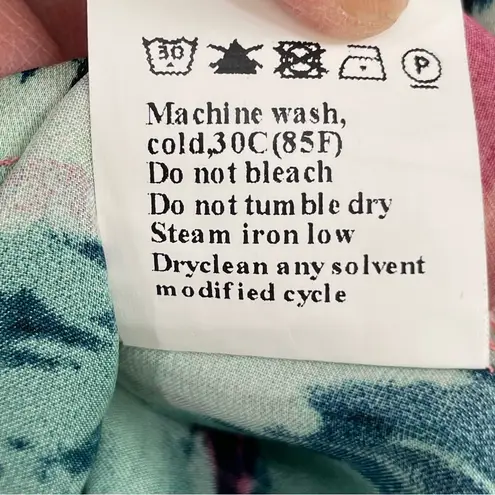 30 P
Machine wash,
cold,30C(85F)
Do not bleach
Do not tumble dry
Steam iron low
Dryclean any solvent
modified cycle